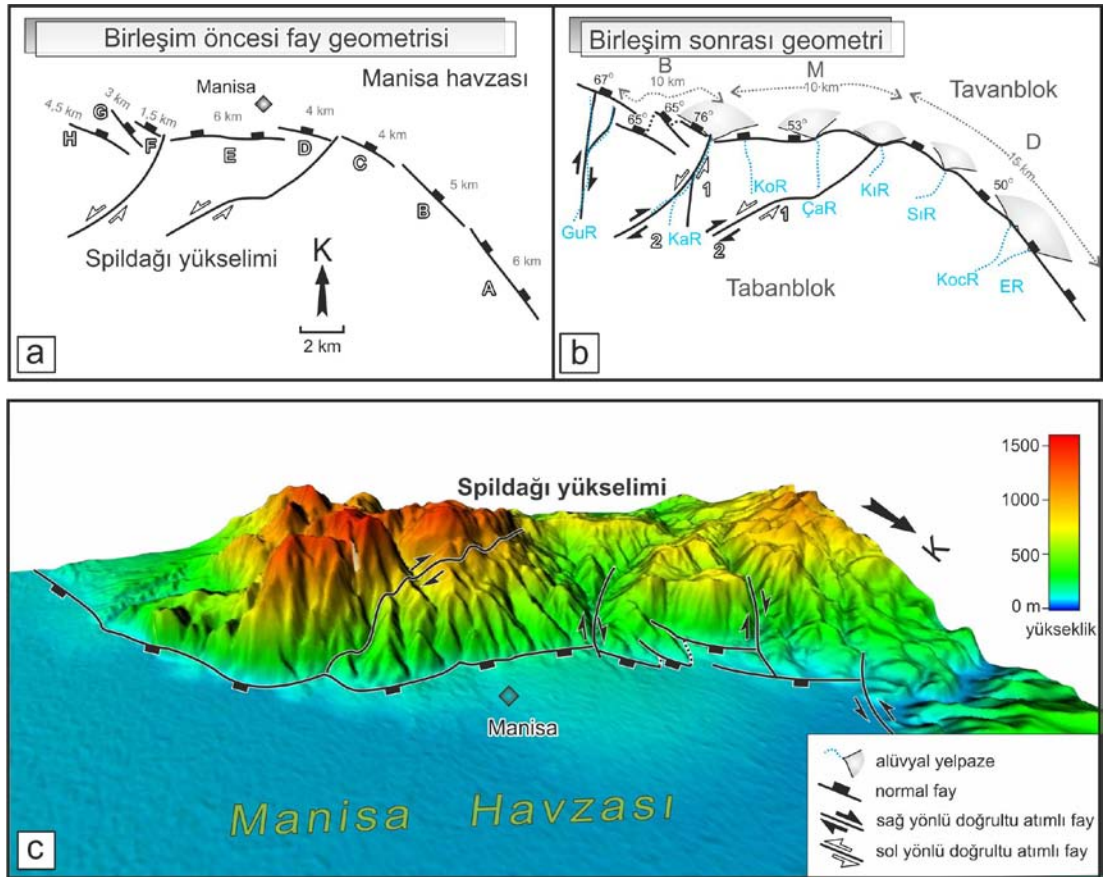 Birleşim öncesi fay geometrisi
Manisa havzası
Manisa
4,5 km
3 km
1,5 km
6 km
4 km
4 km
5 km
6 km
H
G
F
E
D
C
B
A
Spildağı yükselimi
K
2 km
a
Birleşim sonrası geometri
B
10 km
M
10 km
Tavanblok
D
15 km
67°
65°
65°
76°
53°
50°
1
2
1
2
GuR
KaR
KoR
ÇaR
KıR
SıR
KocR
ER
Tabanblok
b
Spildağı yükselimi
K
1500
1000
500
0 m
yükseklik
Manisa
Manisa Havzası
c
alüvyal yelpaze
normal fay
sağ yönlü doğrultu atımlı fay
sol yönlü doğrultu atımlı fay